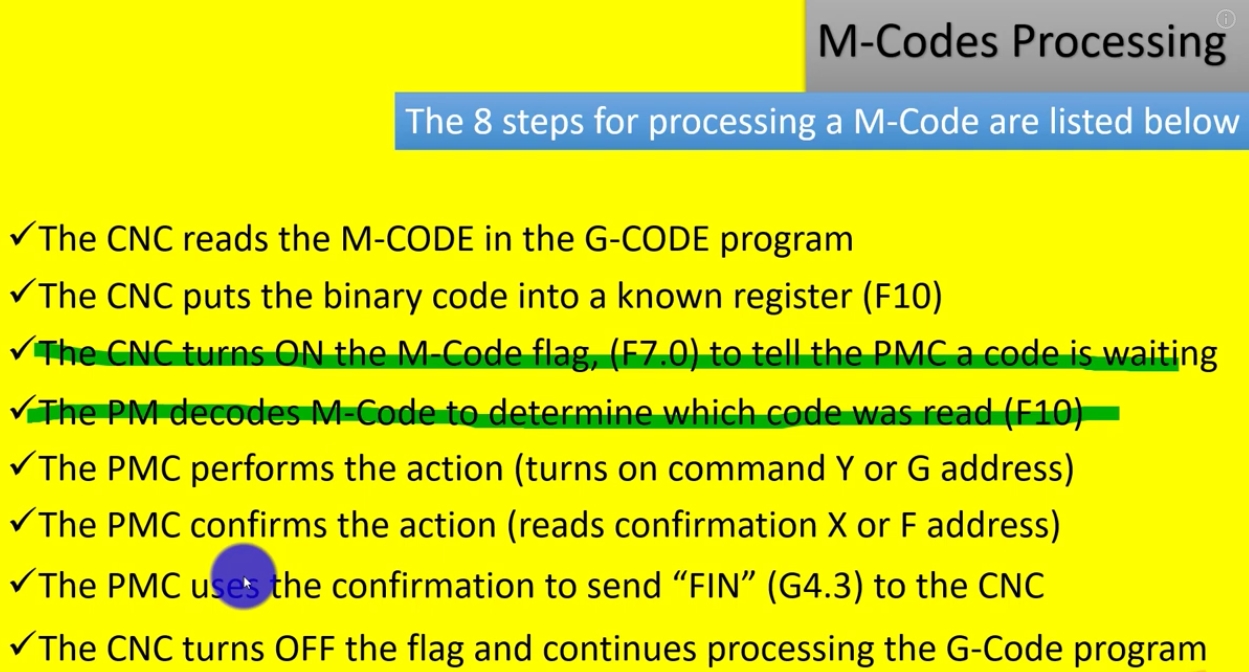 M-Codes Processing
The 8 steps for processing a M-Code are listed below
✓The CNC reads the M-CODE in the G-CODE program
✓The CNC puts the binary code into a known register (F10)
✓The CNC turns ON the M-Code flag, (F7.0) to tell the PMC a code is waiting
✓The PM decodes M-Code to determine which code was read (F10)
✓The PMC performs the action (turns on command Y or G address)
✓The PMC confirms the action (reads confirmation X or F address)
✓The PMC uses the confirmation to send “FIN” (G4.3) to the CNC
✓The CNC turns OFF the flag and continues processing the G-Code program